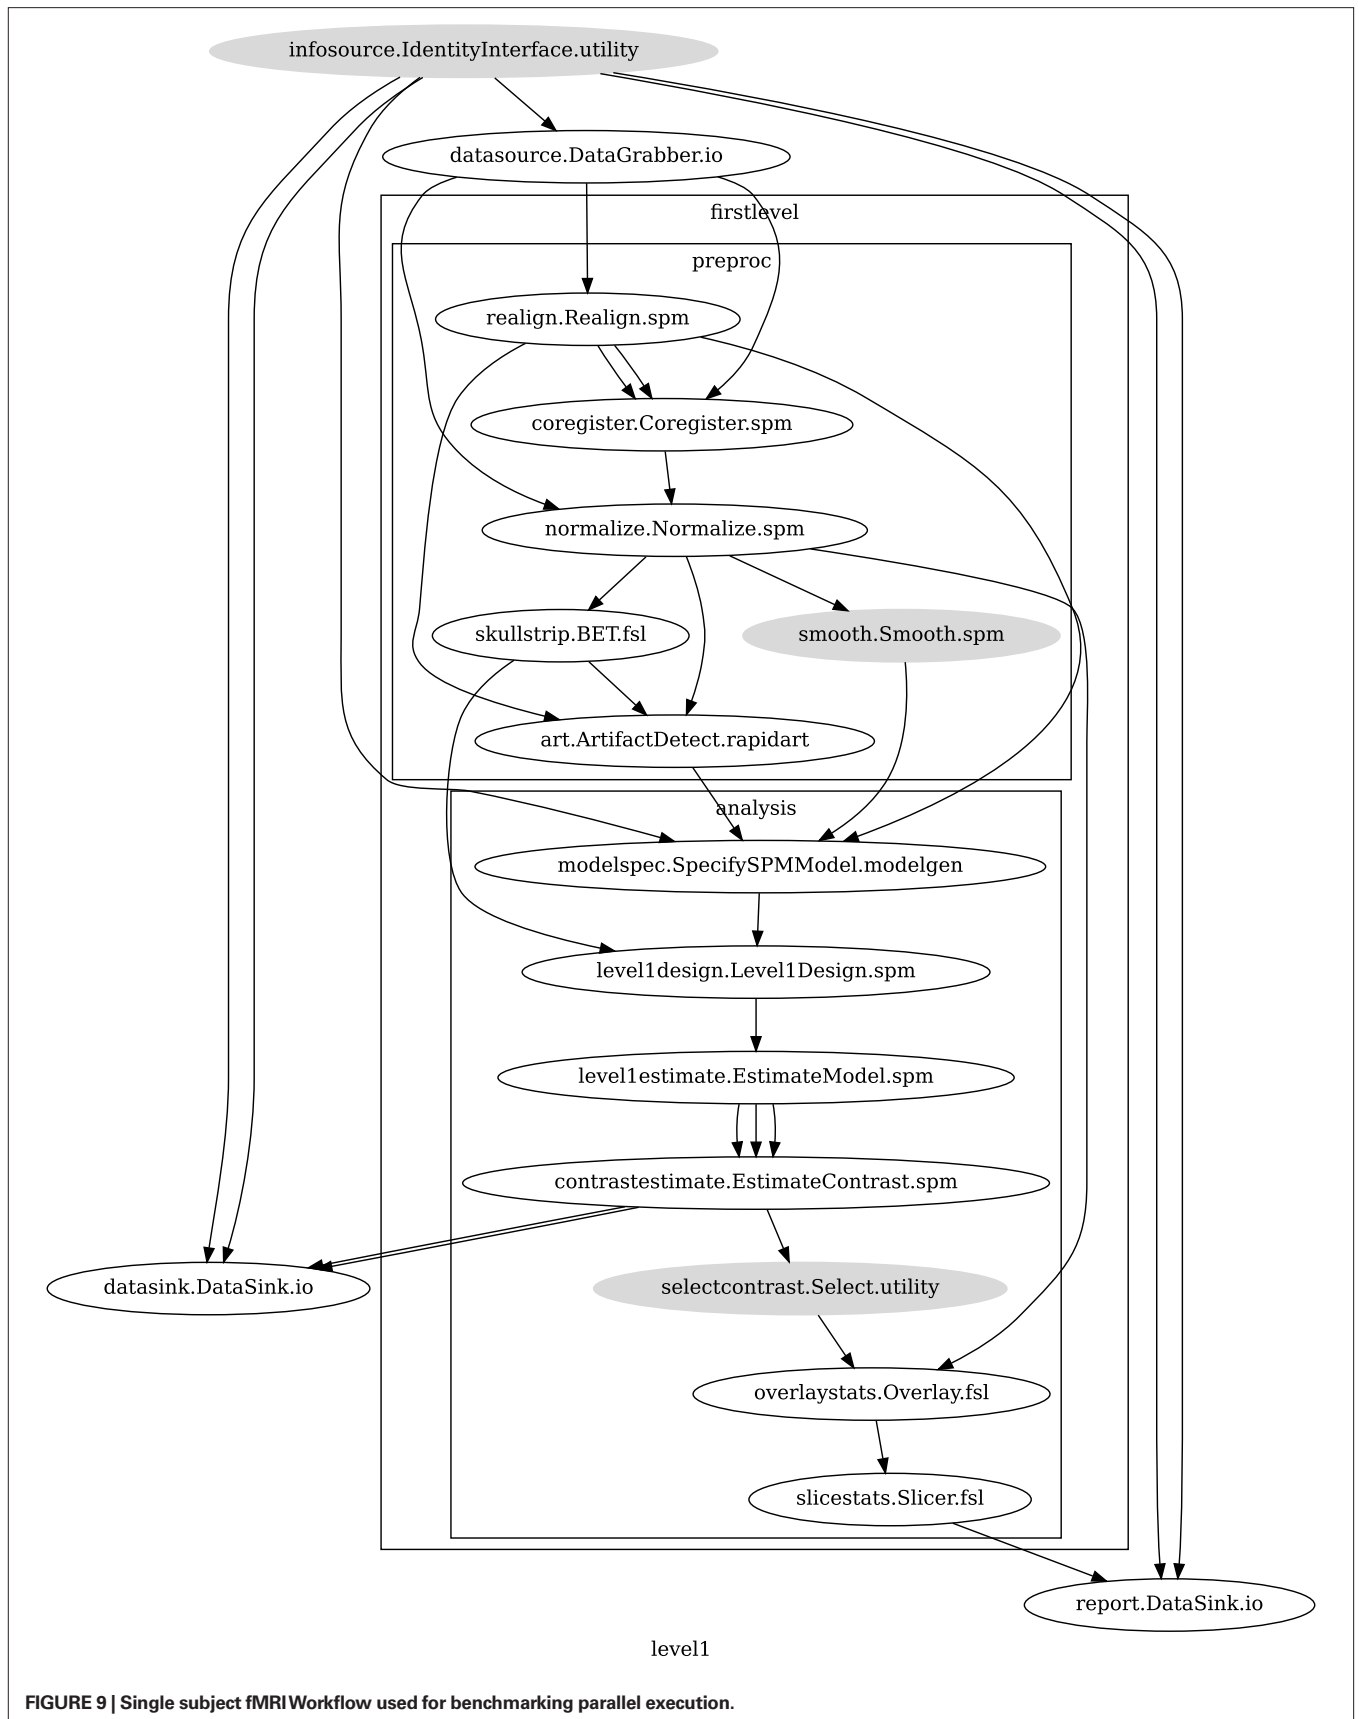 infosource.IdentityInterface.utility
datasource.DataGrabber.io
firstlevel
preproc
realign.Realign.spm
coregister.Coregister.spm
normalize.Normalize.spm
skullstrip.BET.fsl
smooth.Smooth.spm
art.ArtifactDetect.rapidart
analysis
modelspec.SpecifySPMModel.modelgen
level1design.Level1Design.spm
level1estimate.EstimateModel.spm
contrastestimate.EstimateContrast.spm
datasink.DataSink.io
selectcontrast.Select.utility
overlaystats.Overlay.fsl
slicestats.Slicer.fsl
report.DataSink.io
level1
FIGURE 9 | Single subject fMRI Workflow used for benchmarking parallel execution.